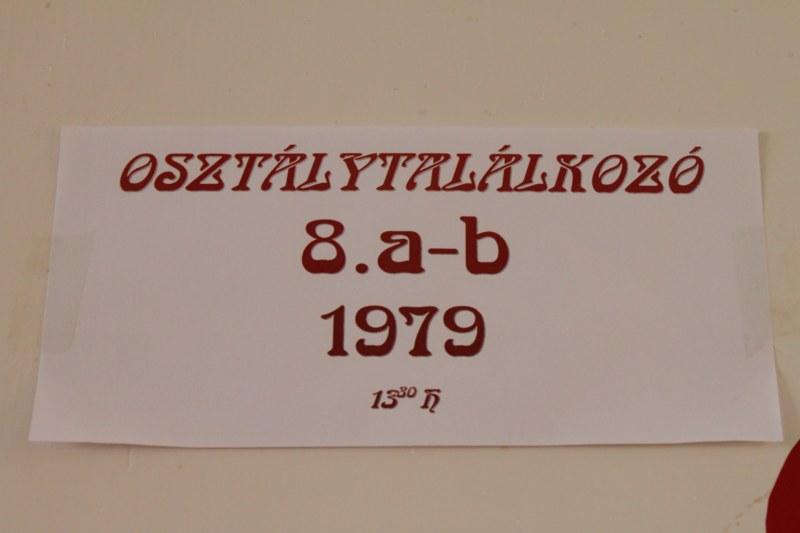 OSZTÁLYTALÁLKOZÓ
8.a-b
1979
13³⁰ h